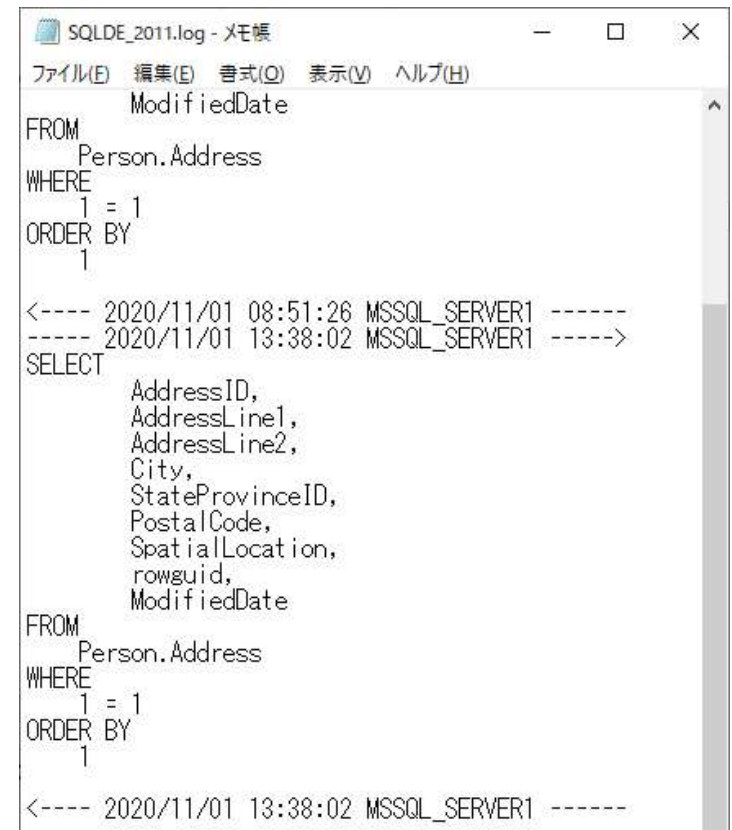 SQLDE_2011.log - メモ帳
ファイル(F) 編集(E) 書式(O) 表示(V) ヘルプ(H)
ModifiedDate
FROM
Person.Address
WHERE
1 = 1
ORDER BY
1
<---- 2020/11/01 08:51:26 MSSQL_SERVER1 ------
----- 2020/11/01 13:38:02 MSSQL_SERVER1 ----->
SELECT
AddressID,
AddressLine1,
AddressLine2,
City,
StateProvinceID,
PostalCode,
SpatialLocation,
rowguid,
ModifiedDate
FROM
Person.Address
WHERE
1 = 1
ORDER BY
1
<---- 2020/11/01 13:38:02 MSSQL_SERVER1 ------